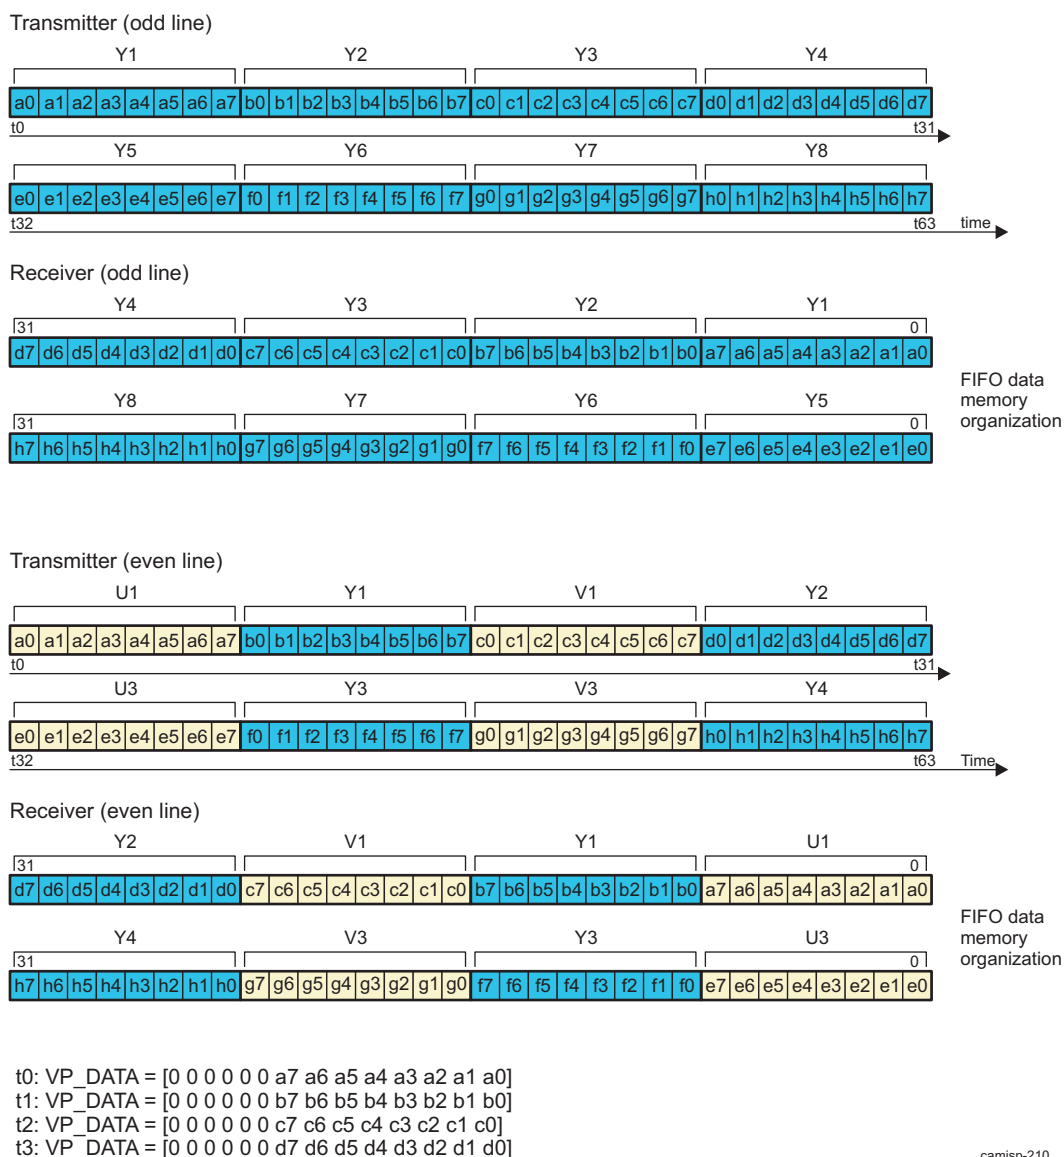 Transmitter (odd line)
Y1 Y2 Y3 Y4
a0 a1 a2 a3 a4 a5 a6 a7 b0 b1 b2 b3 b4 b5 b6 b7 c0 c1 c2 c3 c4 c5 c6 c7 d0 d1 d2 d3 d4 d5 d6 d7
t0 t31
Y5 Y6 Y7 Y8
e0 e1 e2 e3 e4 e5 e6 e7 f0 f1 f2 f3 f4 f5 f6 f7 g0 g1 g2 g3 g4 g5 g6 g7 h0 h1 h2 h3 h4 h5 h6 h7
t32 t63 time
Receiver (odd line)
Y4 Y3 Y2 Y1
31 0
d7 d6 d5 d4 d3 d2 d1 d0 c7 c6 c5 c4 c3 c2 c1 c0 b7 b6 b5 b4 b3 b2 b1 b0 a7 a6 a5 a4 a3 a2 a1 a0
FIFO data
memory
organization
Y8 Y7 Y6 Y5
31 0
h7 h6 h5 h4 h3 h2 h1 h0 g7 g6 g5 g4 g3 g2 g1 g0 f7 f6 f5 f4 f3 f2 f1 f0 e7 e6 e5 e4 e3 e2 e1 e0
Transmitter (even line)
U1 Y1 V1 Y2
a0 a1 a2 a3 a4 a5 a6 a7 b0 b1 b2 b3 b4 b5 b6 b7 c0 c1 c2 c3 c4 c5 c6 c7 d0 d1 d2 d3 d4 d5 d6 d7
t0 t31
U3 Y3 V3 Y4
e0 e1 e2 e3 e4 e5 e6 e7 f0 f1 f2 f3 f4 f5 f6 f7 g0 g1 g2 g3 g4 g5 g6 g7 h0 h1 h2 h3 h4 h5 h6 h7
t32 t63 Time
Receiver (even line)
Y2 V1 Y1 U1
31 0
d7 d6 d5 d4 d3 d2 d1 d0 c7 c6 c5 c4 c3 c2 c1 c0 b7 b6 b5 b4 b3 b2 b1 b0 a7 a6 a5 a4 a3 a2 a1 a0
FIFO data
memory
organization
Y4 V3 Y3 U3
31 0
h7 h6 h5 h4 h3 h2 h1 h0 g7 g6 g5 g4 g3 g2 g1 g0 f7 f6 f5 f4 f3 f2 f1 f0 e7 e6 e5 e4 e3 e2 e1 e0
t0: VP_DATA = [0 0 0 0 0 0 a7 a6 a5 a4 a3 a2 a1 a0]
t1: VP_DATA = [0 0 0 0 0 0 b7 b6 b5 b4 b3 b2 b1 b0]
t2: VP_DATA = [0 0 0 0 0 0 c7 c6 c5 c4 c3 c2 c1 c0]
t3: VP_DATA = [0 0 0 0 0 0 d7 d6 d5 d4 d3 d2 d1 d0]
camisp-210